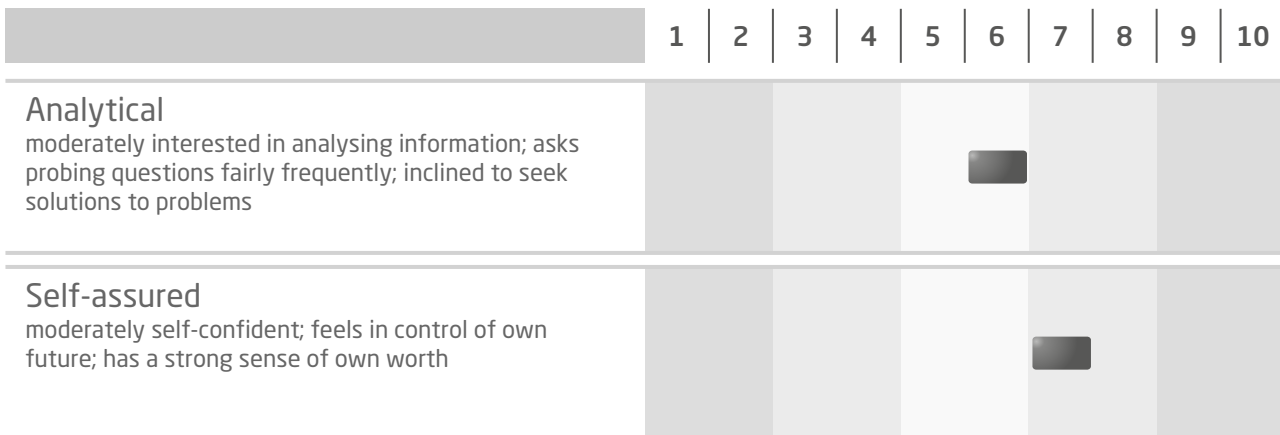 1 2 3 4 5 6 7 8 9 10
Analytical
moderately interested in analysing information; asks
probing questions fairly frequently; inclined to seek
solutions to problems
Self-assured
moderately self-confident; feels in control of own
future; has a strong sense of own worth